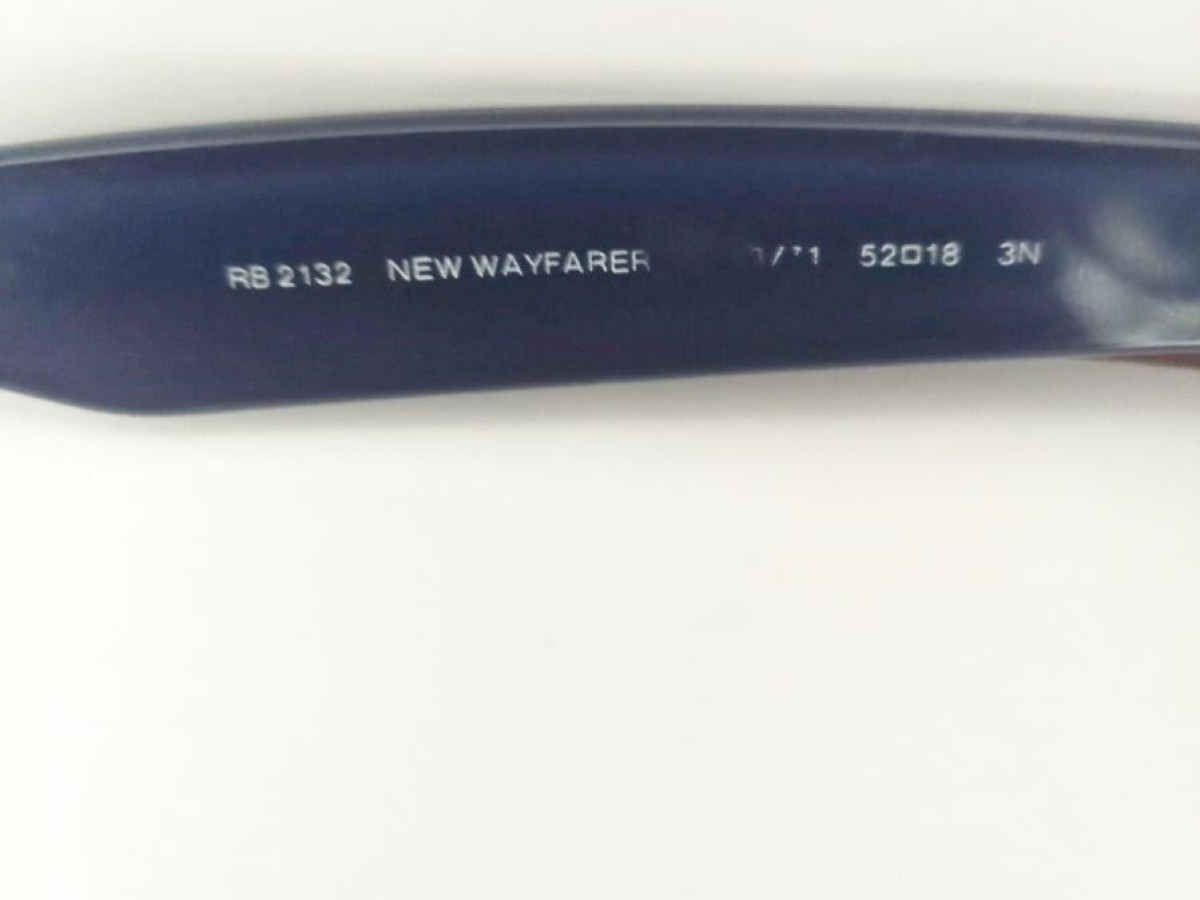 RB 2132 NEW WAYFARER 52□18 3N